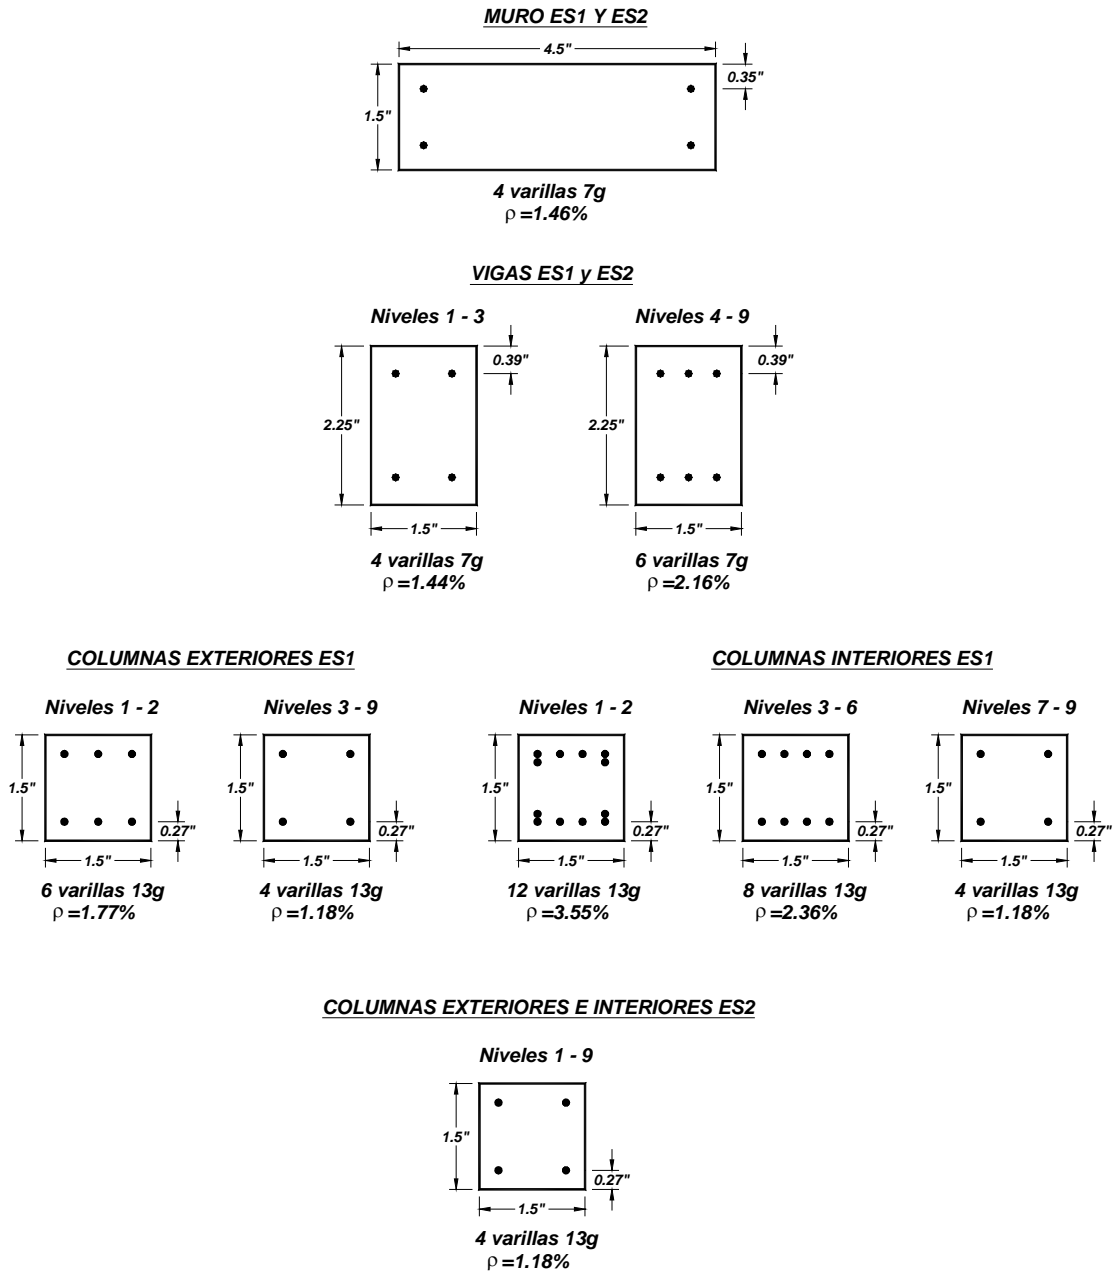 MURO ES1 Y ES2
4.5"
0.35"
1.5"
4 varillas 7g
ρ =1.46%
VIGAS ES1 y ES2
Niveles 1 - 3
Niveles 4 - 9
0.39"
0.39"
2.25"
2.25"
1.5"
1.5"
4 varillas 7g
6 varillas 7g
ρ =1.44%
ρ =2.16%
COLUMNAS EXTERIORES ES1
COLUMNAS INTERIORES ES1
Niveles 1 - 2
Niveles 3 - 9
Niveles 1 - 2
Niveles 3 - 6
Niveles 7 - 9
1.5"
1.5"
1.5"
1.5"
1.5"
0.27"
0.27"
0.27"
0.27"
0.27"
1.5"
1.5"
1.5"
1.5"
1.5"
6 varillas 13g
4 varillas 13g
12 varillas 13g
8 varillas 13g
4 varillas 13g
ρ =1.77%
ρ =1.18%
ρ =3.55%
ρ =2.36%
ρ =1.18%
COLUMNAS EXTERIORES E INTERIORES ES2
Niveles 1 - 9
1.5"
0.27"
1.5"
4 varillas 13g
ρ =1.18%